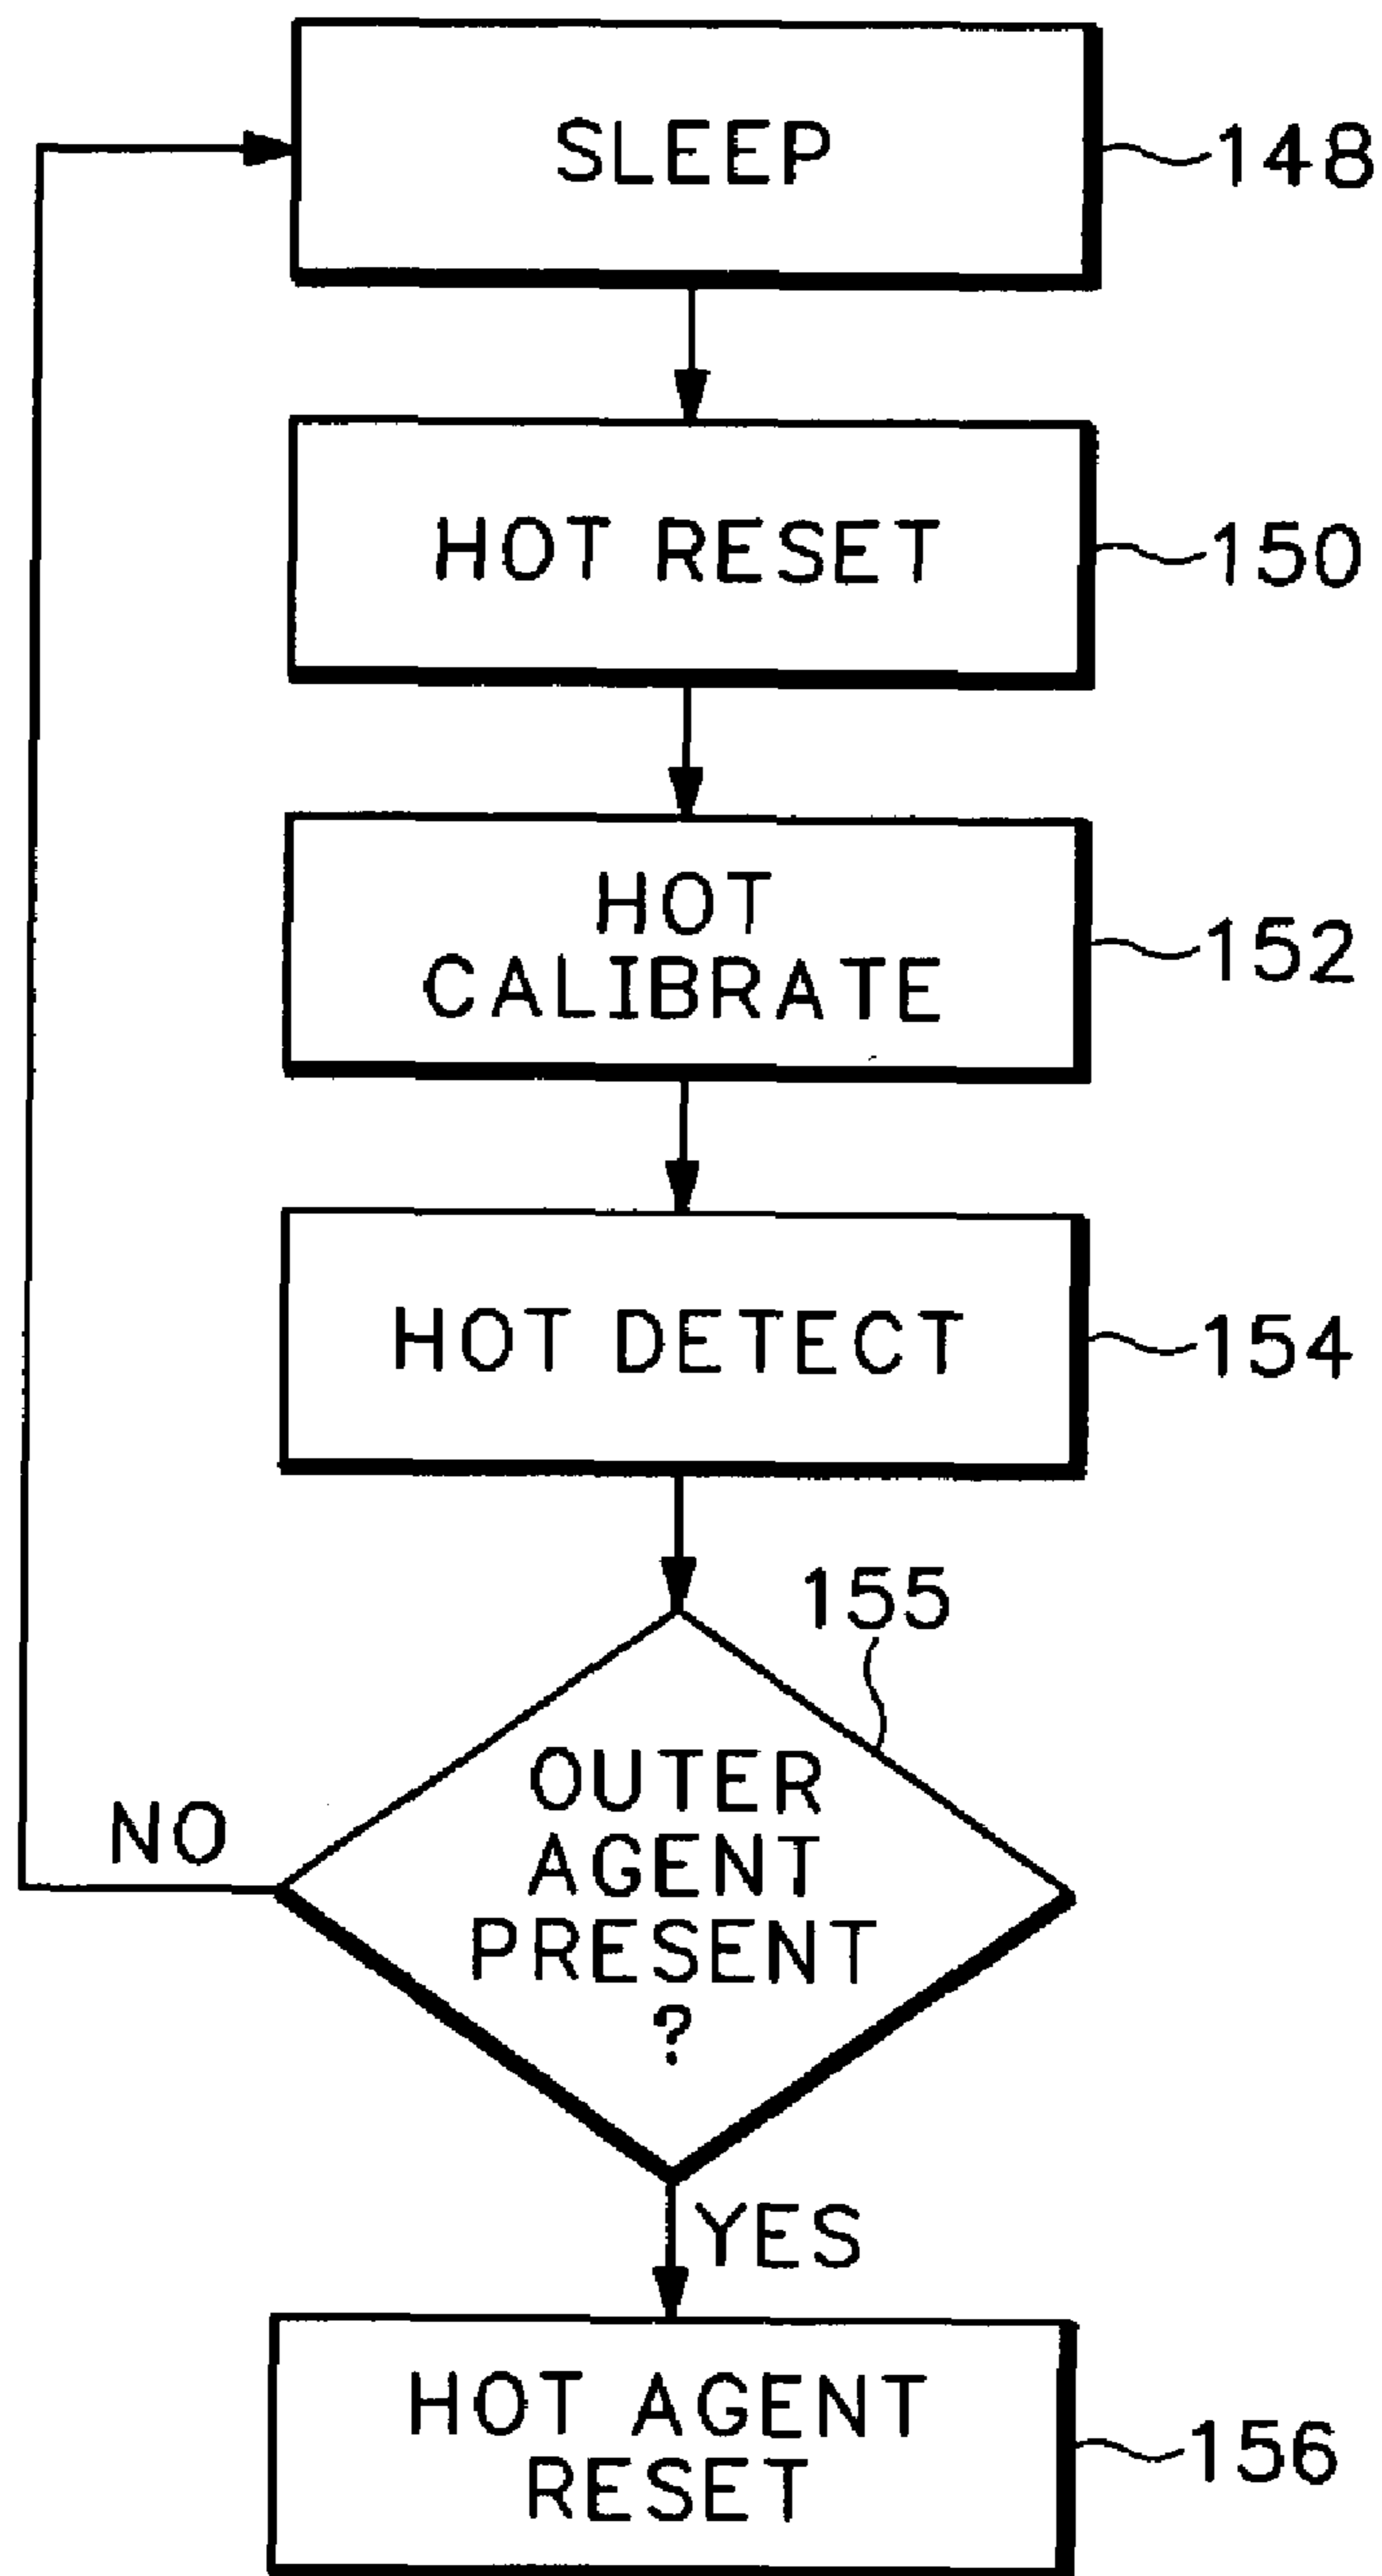 SLEEP
148
HOT RESET
150
HOT
CALIBRATE
152
HOT DETECT
154
155
OUTER
AGENT
PRESENT
?
NO
YES
HOT AGENT
RESET
156